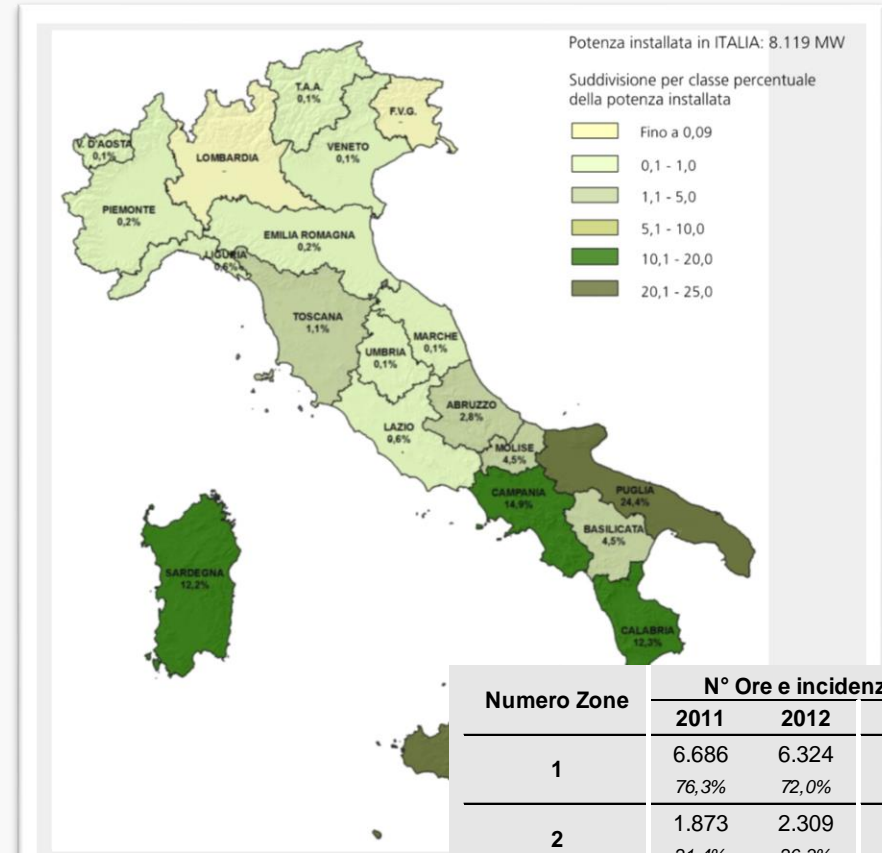 Potenza installata in ITALIA: 8.119 MW
Suddivisione per classe percentuale
della potenza installata
Fino a 0,09
0,1 - 1,0
1,1 - 5,0
5,1 - 10,0
10,1 - 20,0
20,1 - 25,0
T.A.A.
0,1%
F.V.G.
-
V. D'AOSTA
0,1%
LOMBARDIA
-
VENETO
0,1%
PIEMONTE
0,2%
EMILIA ROMAGNA
0,2%
LIGURIA
0,6%
TOSCANA
1,1%
MARCHE
0,1%
UMBRIA
0,1%
ABRUZZO
2,8%
LAZIO
0,6%
MOLISE
4,5%
CAMPANIA
14,9%
PUGLIA
24,4%
BASILICATA
4,5%
SARDEGNA
12,2%
CALABRIA
12,3%
Numero Zone N° Ore e incidenz
2011 2012
1 6.686 6.324
76,3% 72,0%
2 1.873 2.309